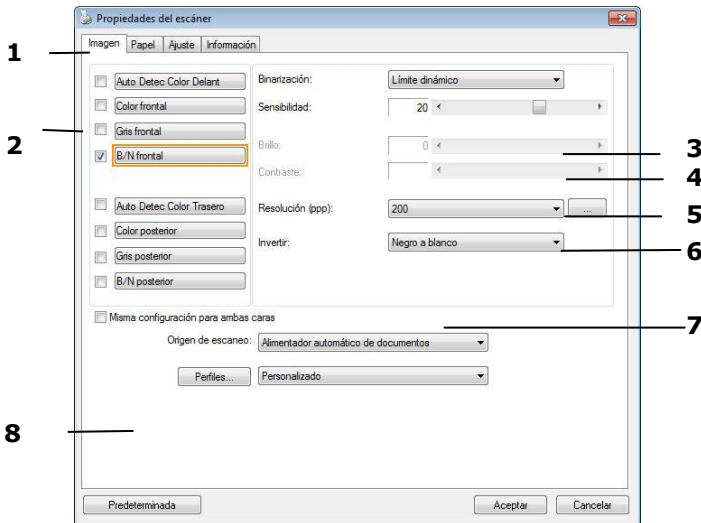 Propiedades del escáner
Imagen Papel Ajuste Información
1
Auto Detec Color Delant
Binarización: Límite dinámico
Color frontal
Sensibilidad: 20
Gris frontal
2
B/N frontal
Brillo: 0
3
Contraste:
4
Auto Detec Color Trasero
Resolución (ppp): 200 ...
5
Color posterior
Invertir: Negro a blanco
6
Gris posterior
B/N posterior
Misma configuración para ambas caras
7
Origen de escaneo: Alimentador automático de documentos
Perfiles... Personalizado
8
Predeterminada Aceptar Cancelar